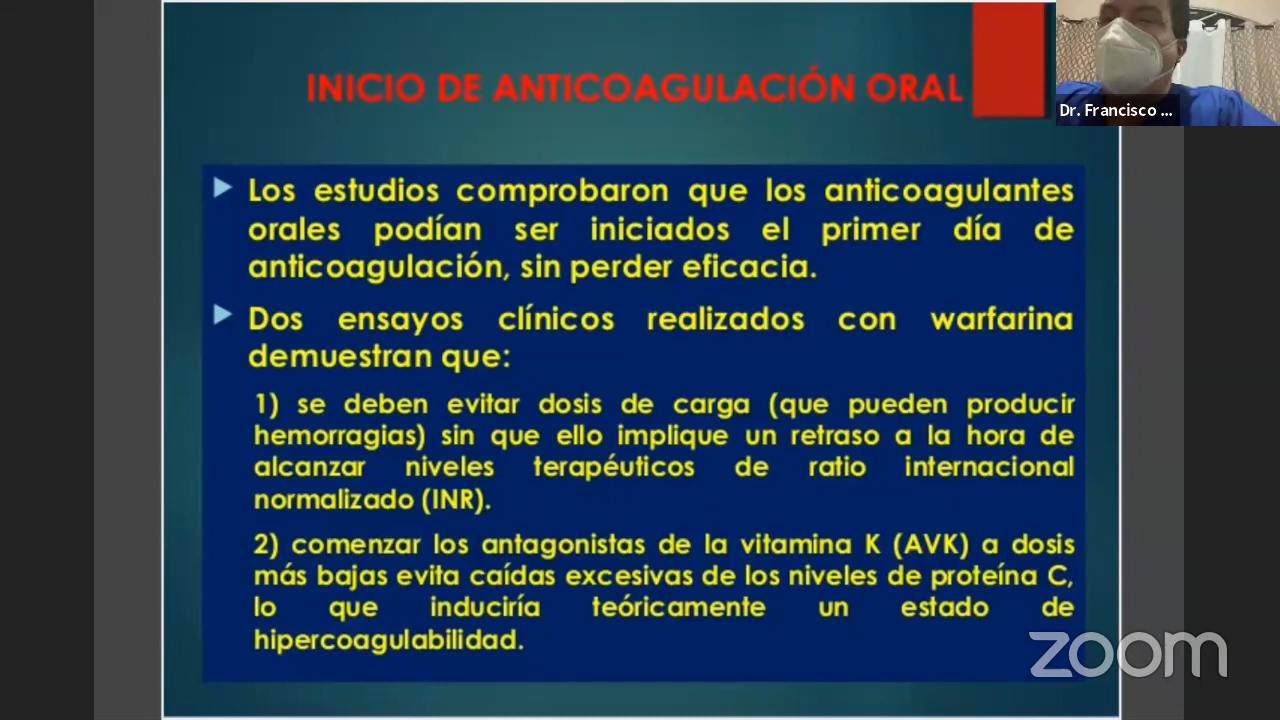 INICIO DE ANTICOAGULACIÓN ORAL
Dr. Francisco ...
Los estudios comprobaron que los anticoagulantes
orales podían ser iniciados el primer día de
anticoagulación, sin perder eficacia.
Dos ensayos clínicos realizados con warfarina
demuestran que:
1) se deben evitar dosis de carga (que pueden producir
hemorragias) sin que ello implique un retraso a la hora de
alcanzar niveles terapéuticos de ratio internacional
normalizado (INR).
2) comenzar los antagonistas de la vitamina K (AVK) a dosis
más bajas evita caídas excesivas de los niveles de proteína C,
lo que induciría teóricamente un estado de
hipercoagulabilidad.
zoom